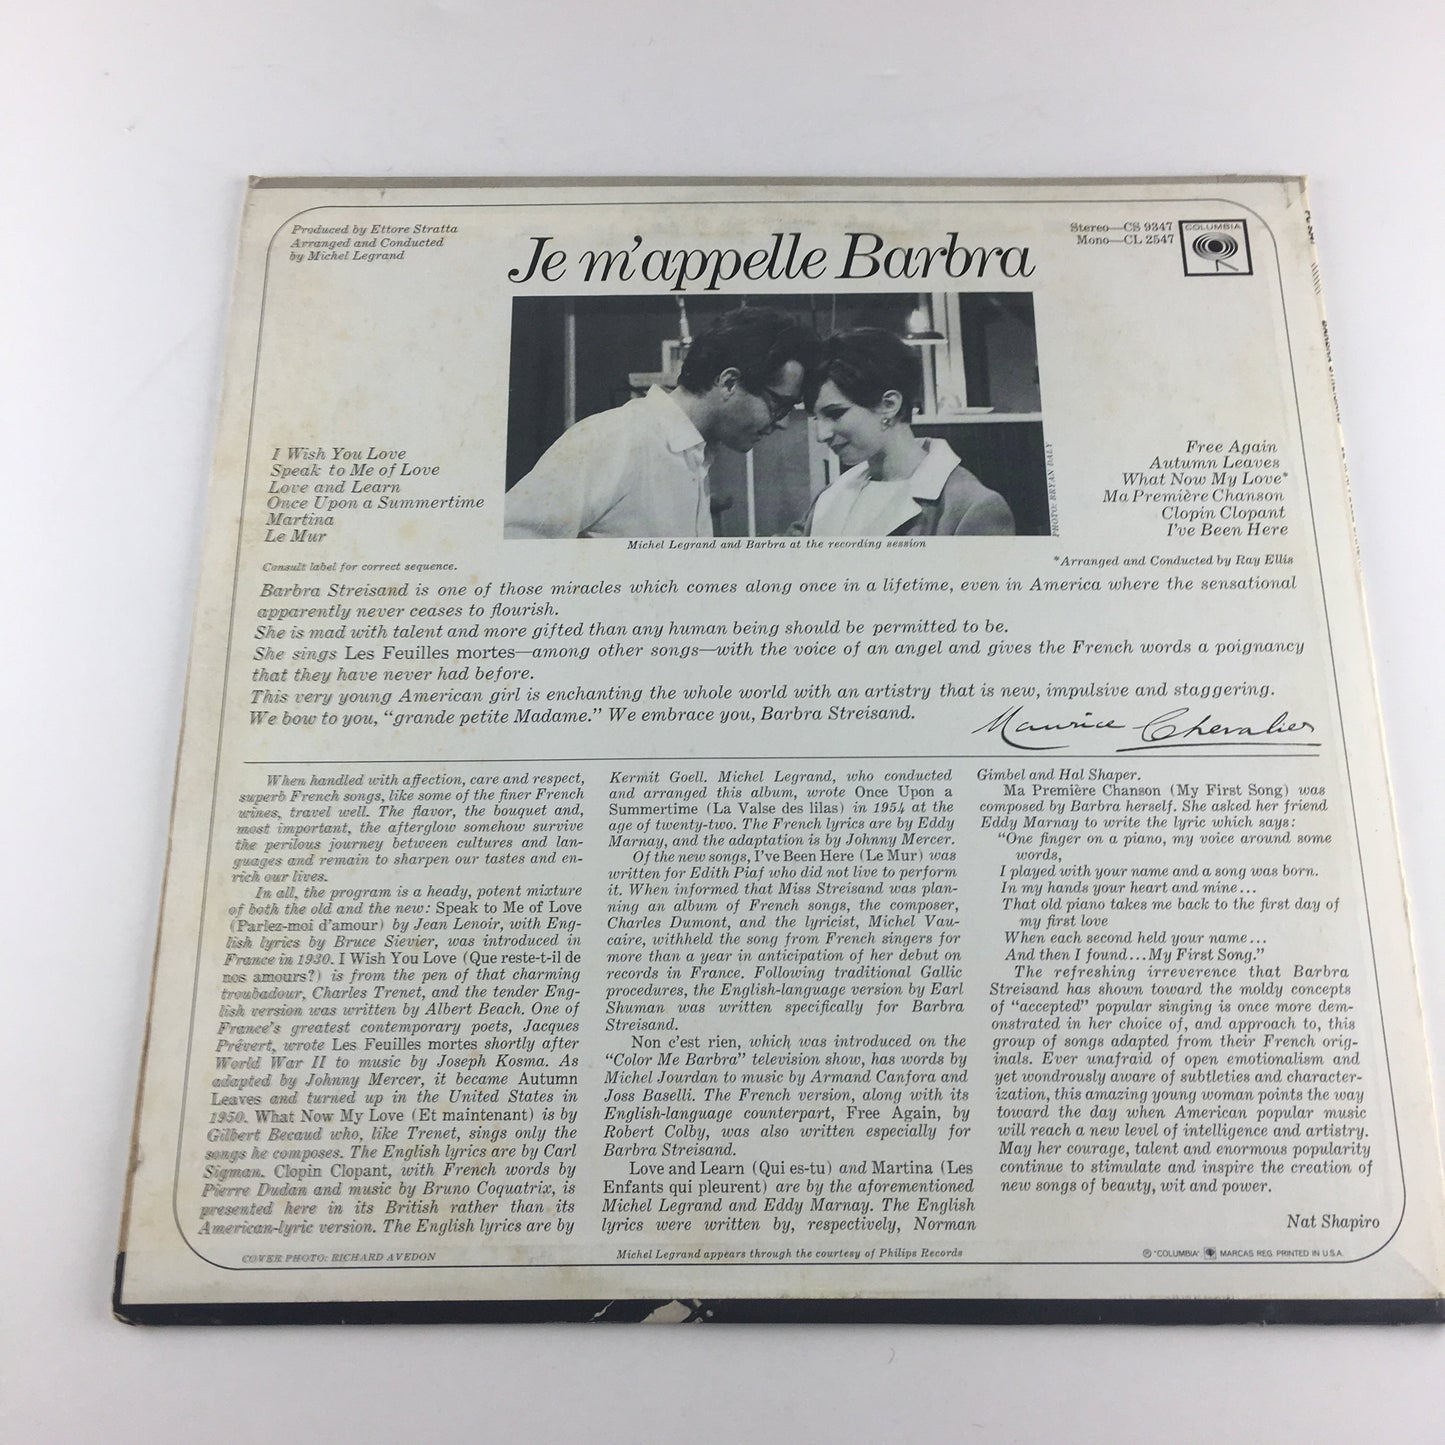 Produced by Ettore Stratta
Arranged and Conducted
by Michel Legrand
Je m'appelle Barbra
Stereo—CS 9347
Mono—CL 2547
COLUMBIA
I Wish You Love
Speak to Me of Love
Love and Learn
Once Upon a Summertime
Martina
Le Mur
Consult label for correct sequence.
PHOTO: BRYAN DALY
Michel Legrand and Barbra at the recording session
Free Again
Autumn Leaves
What Now My Love*
Ma Première Chanson
Clopin Clopant
I've Been Here
*Arranged and Conducted by Ray Ellis
Barbra Streisand is one of those miracles which comes along once in a lifetime, even in America where the sensational
apparently never ceases to flourish.
She is mad with talent and more gifted than any human being should be permitted to be.
She sings Les Feuilles mortes—among other songs—with the voice of an angel and gives the French words a poignancy
that they have never had before.
This very young American girl is enchanting the whole world with an artistry that is new, impulsive and staggering.
We bow to you, "grande petite Madame." We embrace you, Barbra Streisand.
Maurice Chevalier
When handled with affection, care and respect,
superb French songs, like some of the finer French
wines, travel well. The flavor, the bouquet and,
most important, the afterglow somehow survive
the perilous journey between cultures and lan-
guages and remain to sharpen our tastes and en-
rich our lives.
In all, the program is a heady, potent mixture
of both the old and the new: Speak to Me of Love
(Parlez-moi d'amour) by Jean Lenoir, with Eng-
lish lyrics by Bruce Sievier, was introduced in
France in 1930. I Wish You Love (Que reste-t-il de
nos amours?) is from the pen of that charming
troubadour, Charles Trenet, and the tender Eng-
lish version was written by Albert Beach. One of
France's greatest contemporary poets, Jacques
Prévert, wrote Les Feuilles mortes shortly after
World War II to music by Joseph Kosma. As
adapted by Johnny Mercer, it became Autumn
Leaves and turned up in the United States in
1950. What Now My Love (Et maintenant) is by
Gilbert Becaud who, like Trenet, sings only the
songs he composes. The English lyrics are by Carl
Sigman. Clopin Clopant, with French words by
Pierre Dudan and music by Bruno Coquatrix, is
presented here in its British rather than its
American-lyric version. The English lyrics are by
Kermit Goell. Michel Legrand, who conducted
and arranged this album, wrote Once Upon a
Summertime (La Valse des lilas) in 1954 at the
age of twenty-two. The French lyrics are by Eddy
Marnay, and the adaptation is by Johnny Mercer.
Of the new songs, I've Been Here (Le Mur) was
written for Edith Piaf who did not live to perform
it. When informed that Miss Streisand was plan-
ning an album of French songs, the composer,
Charles Dumont, and the lyricist, Michel Vau-
caire, withheld the song from French singers for
more than a year in anticipation of her debut on
records in France. Following traditional Gallic
procedures, the English-language version by Earl
Shuman was written specifically for Barbra
Streisand.
Non c'est rien, which was introduced on the
"Color Me Barbra" television show, has words by
Michel Jourdan to music by Armand Canfora and
Joss Baselli. The French version, along with its
English-language counterpart, Free Again, by
Robert Colby, was also written especially for
Barbra Streisand.
Love and Learn (Qui es-tu) and Martina (Les
Enfants qui pleurent) are by the aforementioned
Michel Legrand and Eddy Marnay. The English
lyrics were written by, respectively, Norman
Gimbel and Hal Shaper.
Ma Première Chanson (My First Song) was
composed by Barbra herself. She asked her friend
Eddy Marnay to write the lyric which says:
"One finger on a piano, my voice around some
words,
I played with your name and a song was born.
In my hands your heart and mine...
That old piano takes me back to the first day of
my first love
When each second held your name...
And then I found...My First Song."
The refreshing irreverence that Barbra
Streisand has shown toward the moldy concepts
of "accepted" popular singing is once more dem-
onstrated in her choice of, and approach to, this
group of songs adapted from their French orig-
inals. Ever unafraid of open emotionalism and
yet wondrously aware of subtleties and character-
ization, this amazing young woman points the way
toward the day when American popular music
will reach a new level of intelligence and artistry.
May her courage, talent and enormous popularity
continue to stimulate and inspire the creation of
new songs of beauty, wit and power.
Nat Shapiro
COVER PHOTO: RICHARD AVEDON
Michel Legrand appears through the courtesy of Philips Records
℗ "COLUMBIA" MARCAS REG. PRINTED IN U.S.A.